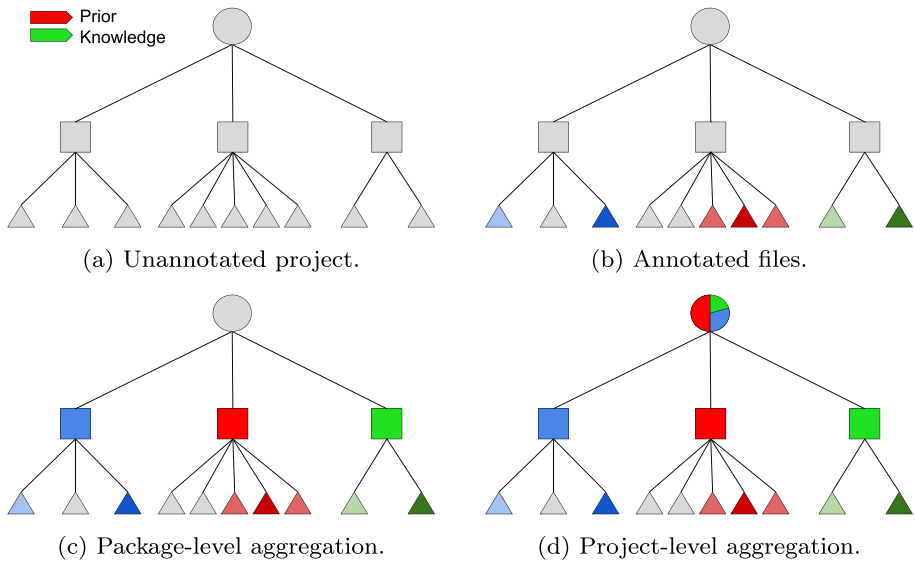 Prior
Knowledge
(a) Unannotated project.
(b) Annotated files.
(c) Package-level aggregation.
(d) Project-level aggregation.